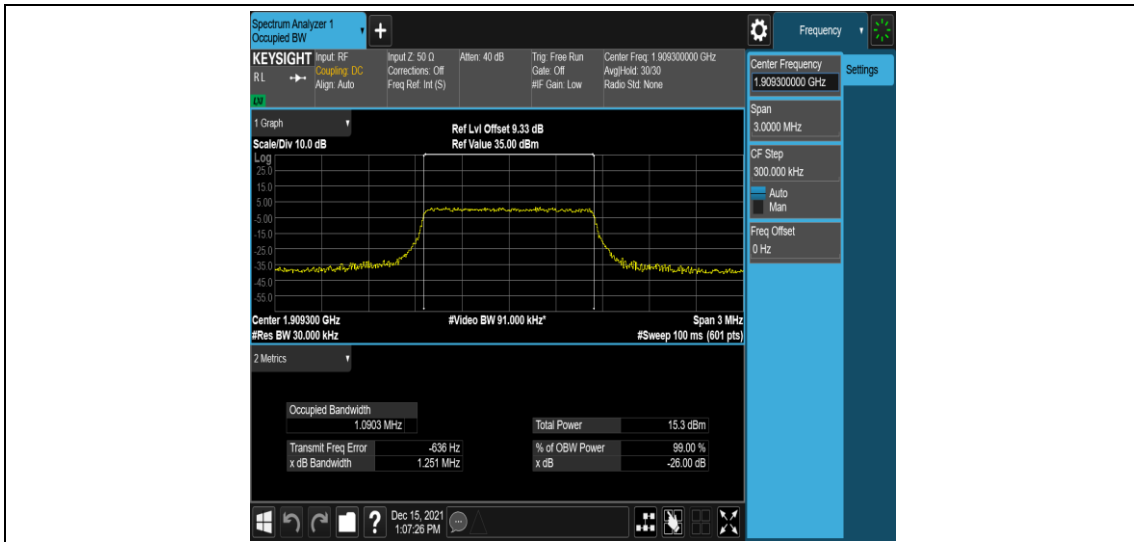 Spectrum Analyzer 1
Occupied BW
+
Frequency
KEYSIGHT
RL
LXI
Input: RF
Coupling: DC
Align: Auto
Input Z: 50 Ω
Corrections: Off
Freq Ref: Int (S)
Atten: 40 dB
Trig: Free Run
Gate: Off
#IF Gain: Low
Center Freq: 1.909300000 GHz
Avg|Hold: 30/30
Radio Std: None
Center Frequency
1.909300000 GHz
Settings
Span
3.0000 MHz
CF Step
300.000 kHz
Auto
Man
Freq Offset
0 Hz
1 Graph
Scale/Div 10.0 dB
Ref Lvl Offset 9.33 dB
Ref Value 35.00 dBm
Log
25.0
15.0
5.00
-5.00
-15.0
-25.0
-35.0
-45.0
-55.0
Center 1.909300 GHz
#Res BW 30.000 kHz
#Video BW 91.000 kHz*
Span 3 MHz
#Sweep 100 ms (601 pts)
2 Metrics
Occupied Bandwidth
1.0903 MHz
Total Power 15.3 dBm
Transmit Freq Error -636 Hz
% of OBW Power 99.00 %
x dB Bandwidth 1.251 MHz
x dB -26.00 dB
?
Dec 15, 2021
1:07:26 PM